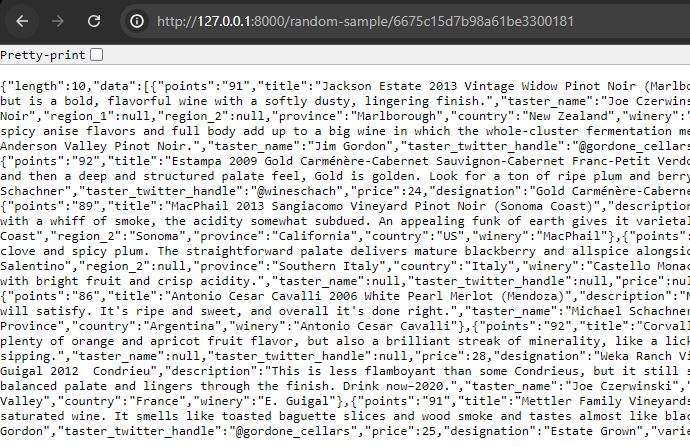 http://127.0.0.1:8000/random-sample/6675c15d7b98a61be3300181
Pretty-print
{"length":10,"data":[{"points":"91","title":"Jackson Estate 2013 Vintage Widow Pinot Noir (Marlbo
but is a bold, flavorful wine with a softly dusty, lingering finish.","taster_name":"Joe Czerwins
Noir","region_1":null,"region_2":null,"province":"Marlborough","country":"New Zealand","winery":"
spicy anise flavors and full body add up to a big wine in which the whole-cluster fermentation me
Anderson Valley Pinot Noir.","taster_name":"Jim Gordon","taster_twitter_handle":"@gordone_cellars
{"points":"92","title":"Estampa 2009 Gold Carménère-Cabernet Sauvignon-Cabernet Franc-Petit Verdo
and then a deep and structured palate feel, Gold is golden. Look for a ton of ripe plum and berry
Schachner","taster_twitter_handle":"@wineschach","price":24,"designation":"Gold Carménère-Caberne
{"points":"89","title":"MacPhail 2013 Sangiacomo Vineyard Pinot Noir (Sonoma Coast)","description
with a whiff of smoke, the acidity somewhat subdued. An appealing funk of earth gives it varietal
Coast","region_2":"Sonoma","province":"California","country":"US","winery":"MacPhail"},{"points":
clove and spicy plum. The straightforward palate delivers mature blackberry and allspice alongsid
Salentino","region_2":null,"province":"Southern Italy","country":"Italy","winery":"Castello Monac
with bright fruit and crisp acidity.","taster_name":null,"taster_twitter_handle":null,"price":nul
{"points":"86","title":"Antonio Cesar Cavalli 2006 White Pearl Merlot (Mendoza)","description":"M
will satisfy. It's ripe and sweet, and overall it's done right.","taster_name":"Michael Schachner
Province","country":"Argentina","winery":"Antonio Cesar Cavalli"},{"points":"92","title":"Corvall
plenty of orange and apricot fruit flavor, but also a brilliant streak of minerality, like a lick
sipping.","taster_name":null,"taster_twitter_handle":null,"price":28,"designation":"Weka Ranch Vi
Guigal 2012  Condrieu","description":"This is less flamboyant than some Condrieus, but it still s
balanced palate and lingers through the finish. Drink now–2020.","taster_name":"Joe Czerwinski","
Valley","country":"France","winery":"E. Guigal"},{"points":"91","title":"Mettler Family Vineyards
saturated wine. It smells like toasted baguette slices and wood smoke and tastes almost like blac
Gordon","taster_twitter_handle":"@gordone_cellars","price":25,"designation":"Estate Grown","varie